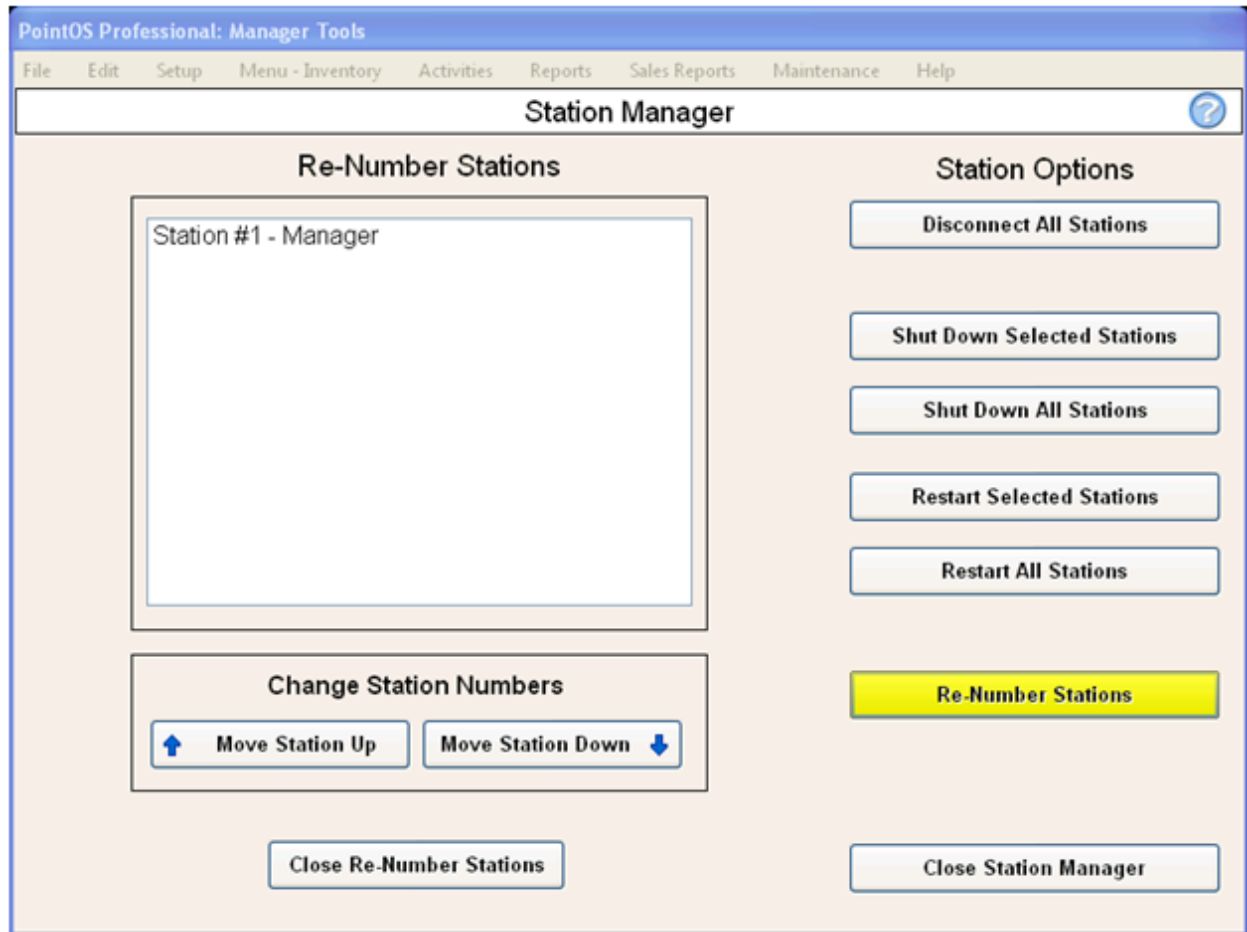 PointOS Professional: Manager Tools
File Edit Setup Menu - Inventory Activities Reports Sales Reports Maintenance Help
Station Manager
?
Re-Number Stations
Station #1 - Manager
Change Station Numbers
Move Station Up
Move Station Down
Close Re-Number Stations
Station Options
Disconnect All Stations
Shut Down Selected Stations
Shut Down All Stations
Restart Selected Stations
Restart All Stations
Re-Number Stations
Close Station Manager